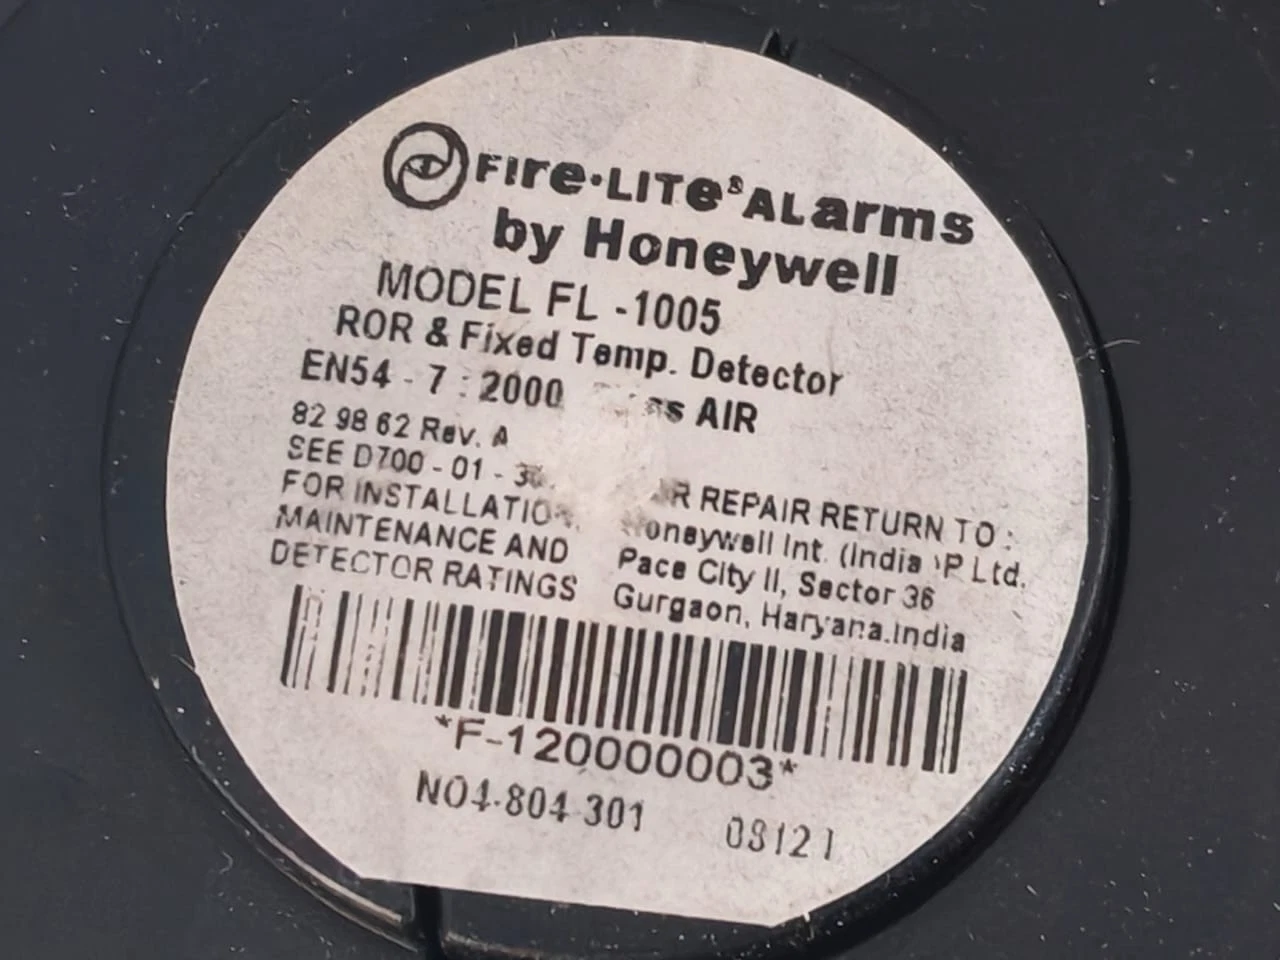 FIre·LITe® ALarms
by Honeywell
MODEL FL -1005
ROR & Fixed Temp. Detector
EN54 - 7 : 2000 AIR
82 98 62 Rev. A
SEE D700 - 01 -
FOR INSTALLATION,
MAINTENANCE AND
DETECTOR RATINGS
REPAIR RETURN TO :
Honeywell Int. (India )P Ltd.
Pace City II, Sector 36
Gurgaon, Haryana.India
*F-120000003*
NO4-804-301